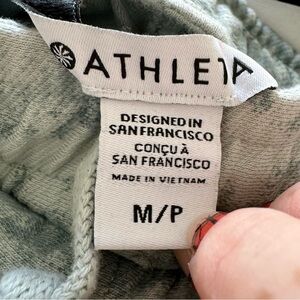 ATHLETA
DESIGNED IN
SAN FRANCISCO
CONÇU À
SAN FRANCISCO
MADE IN VIETNAM
M/P